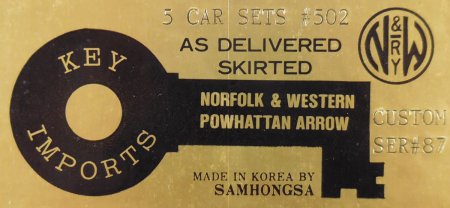 5 CAR SETS #502
AS DELIVERED
SKIRTED
N&W
RY
KEY
IMPORTS
NORFOLK & WESTERN
POWHATTAN ARROW
CUSTOM
SER#87
MADE IN KOREA BY
SAMHONGSA